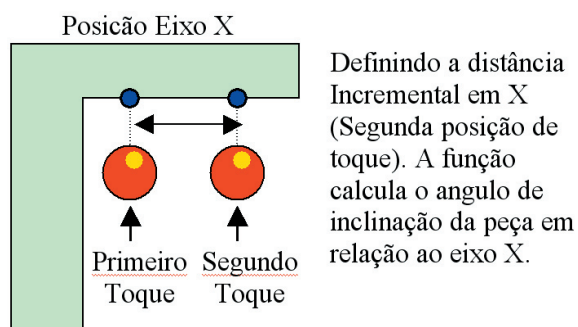 Posicão Eixo X
Definindo a distância
Incremental em X
(Segunda posição de
toque). A função
calcula o angulo de
inclinação da peça em
relação ao eixo X.
Primeiro
Toque
Segundo
Toque